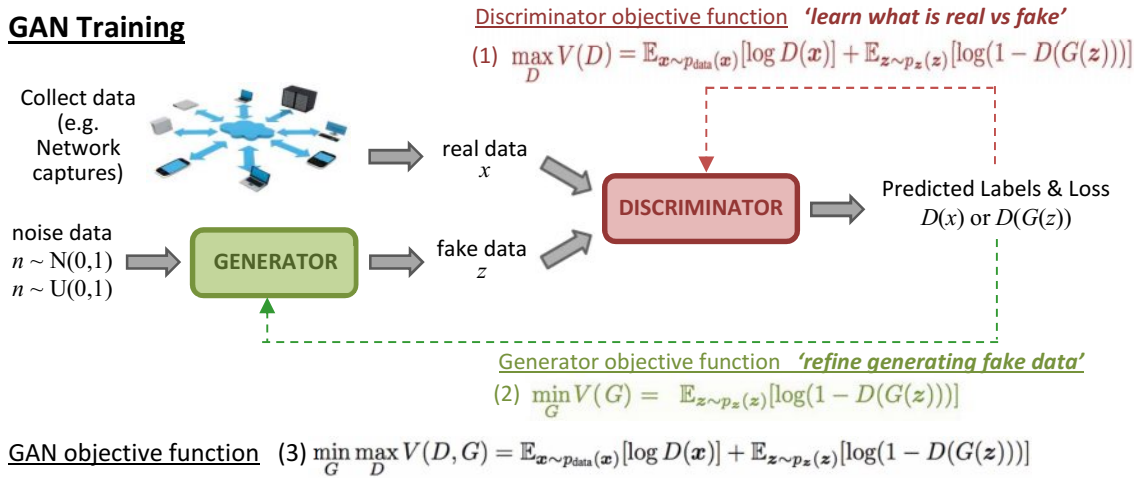 GAN Training
Discriminator objective function 'learn what is real vs fake'
(1) max_D V(D) = 𝔼_{x∼p_data(x)}[log D(x)] + 𝔼_{z∼p_z(z)}[log(1 − D(G(z)))]
Collect data
(e.g.
Network
captures)
real data
x
DISCRIMINATOR
Predicted Labels & Loss
D(x) or D(G(z))
noise data
n ~ N(0,1)
n ~ U(0,1)
GENERATOR
fake data
z
Generator objective function 'refine generating fake data'
(2) min_G V(G) = 𝔼_{z∼p_z(z)}[log(1 − D(G(z)))]
GAN objective function (3) min_G max_D V(D, G) = 𝔼_{x∼p_data(x)}[log D(x)] + 𝔼_{z∼p_z(z)}[log(1 − D(G(z)))]